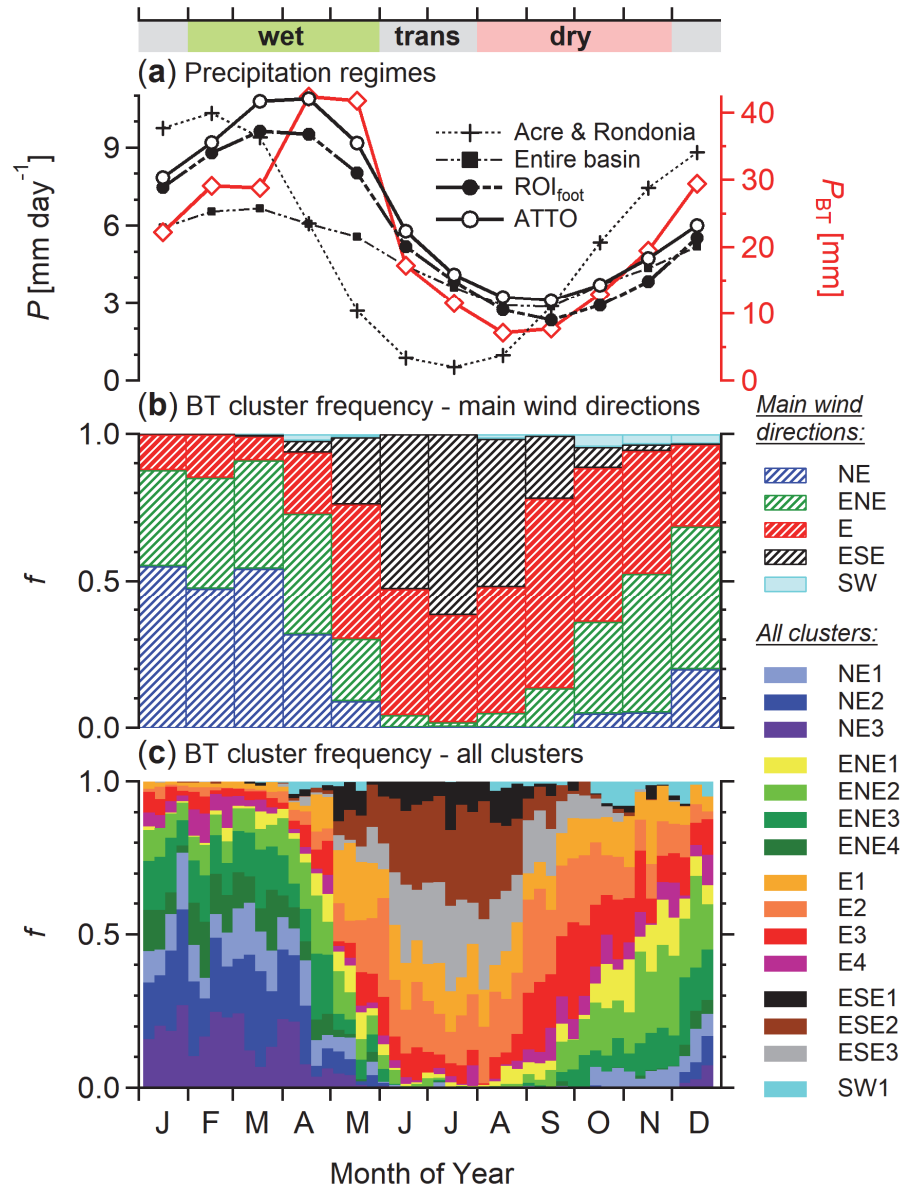 wet trans dry
(a) Precipitation regimes
9
6
3
0
P [mm day⁻¹]
Acre & Rondonia
Entire basin
ROIfoot
ATTO
40
30
20
10
0
PBT [mm]
(b) BT cluster frequency - main wind directions
1.0
0.5
0.0
f
Main wind
directions:
NE
ENE
E
ESE
SW
(c) BT cluster frequency - all clusters
1.0
0.5
0.0
f
All clusters:
NE1
NE2
NE3
ENE1
ENE2
ENE3
ENE4
E1
E2
E3
E4
ESE1
ESE2
ESE3
SW1
J F M A M J J A S O N D
Month of Year